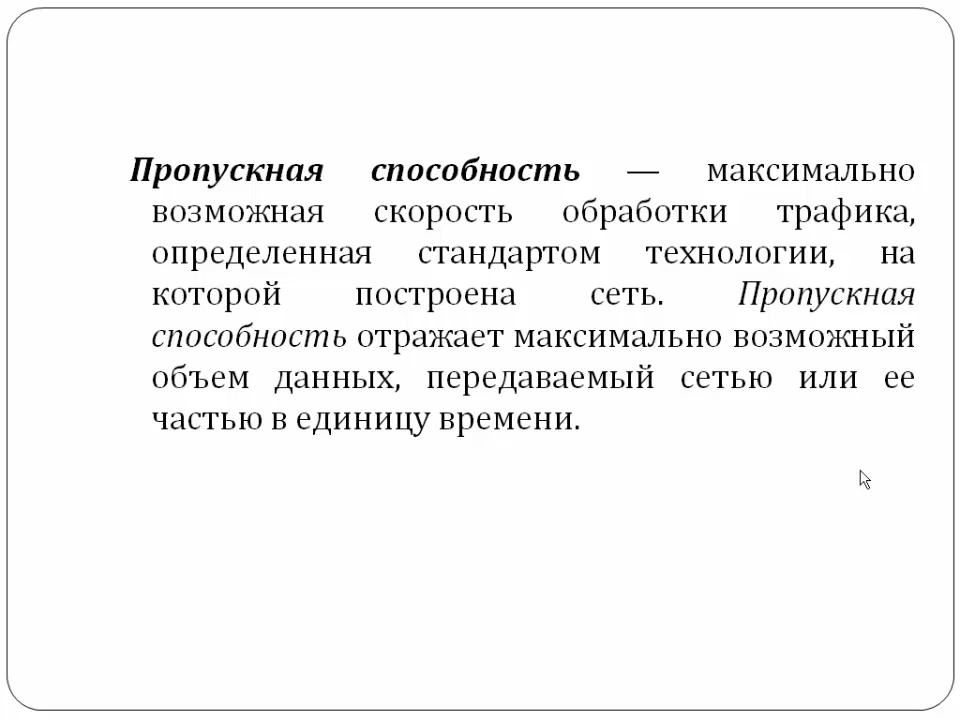 Пропускная способность — максимально
возможная скорость обработки трафика,
определенная стандартом технологии, на
которой построена сеть. Пропускная
способность отражает максимально возможный
объем данных, передаваемый сетью или ее
частью в единицу времени.